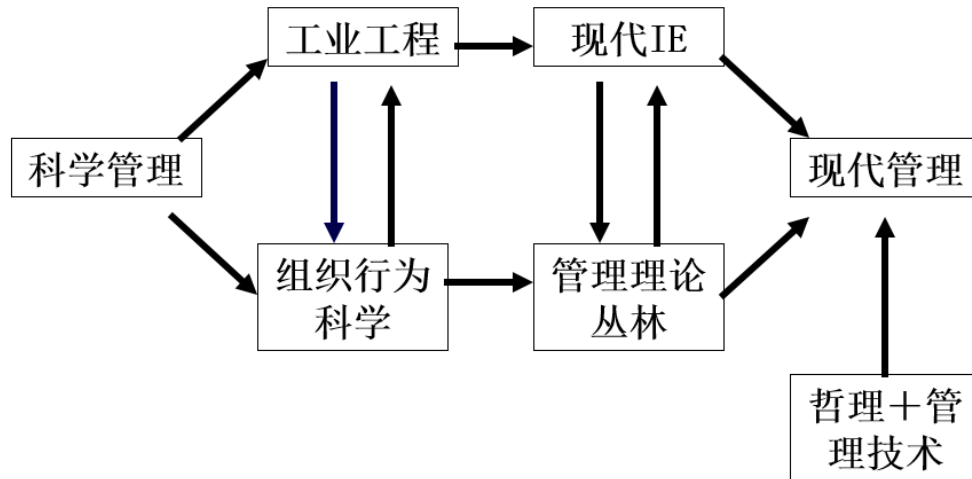 工业工程
现代IE
科学管理
现代管理
组织行为
科学
管理理论
丛林
哲理＋管
理技术